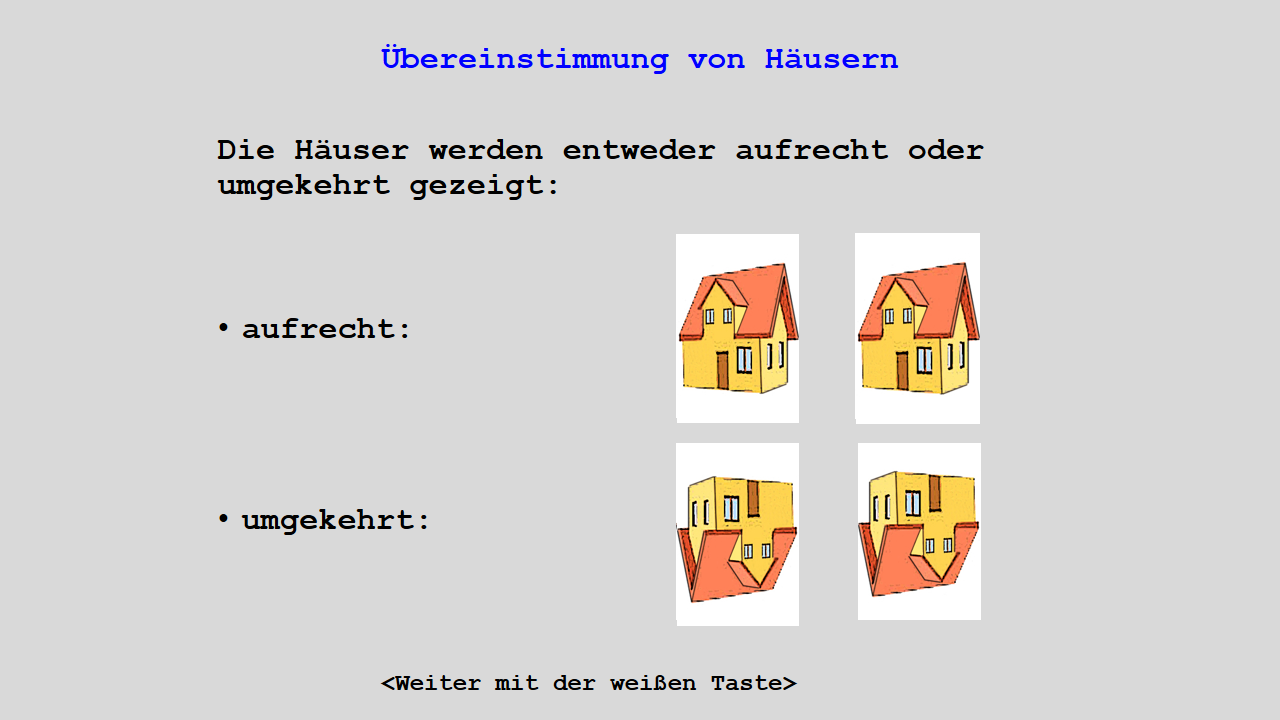 Übereinstimmung von Häusern
Die Häuser werden entweder aufrecht oder
umgekehrt gezeigt:
• aufrecht:
• umgekehrt:
<Weiter mit der weißen Taste>